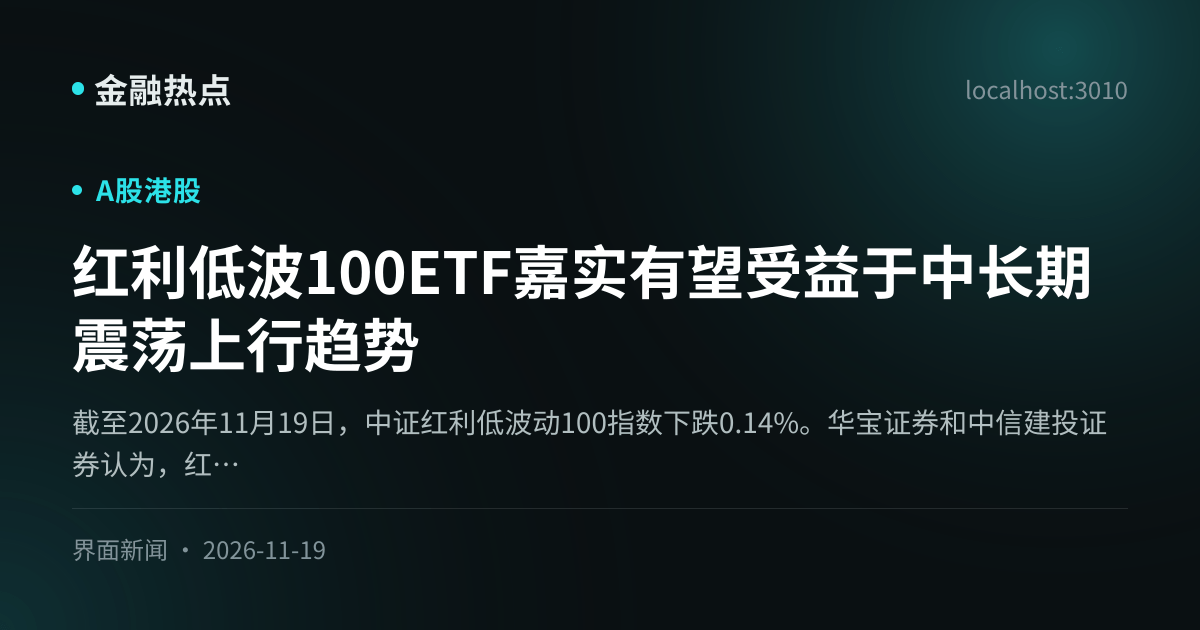 金融热点
localhost:3010
A股港股
红利低波100ETF嘉实有望受益于中长期
震荡上行趋势
截至2026年11月19日，中证红利低波动100指数下跌0.14%。华宝证券和中信建投证
券认为，红…
界面新闻 · 2026-11-19